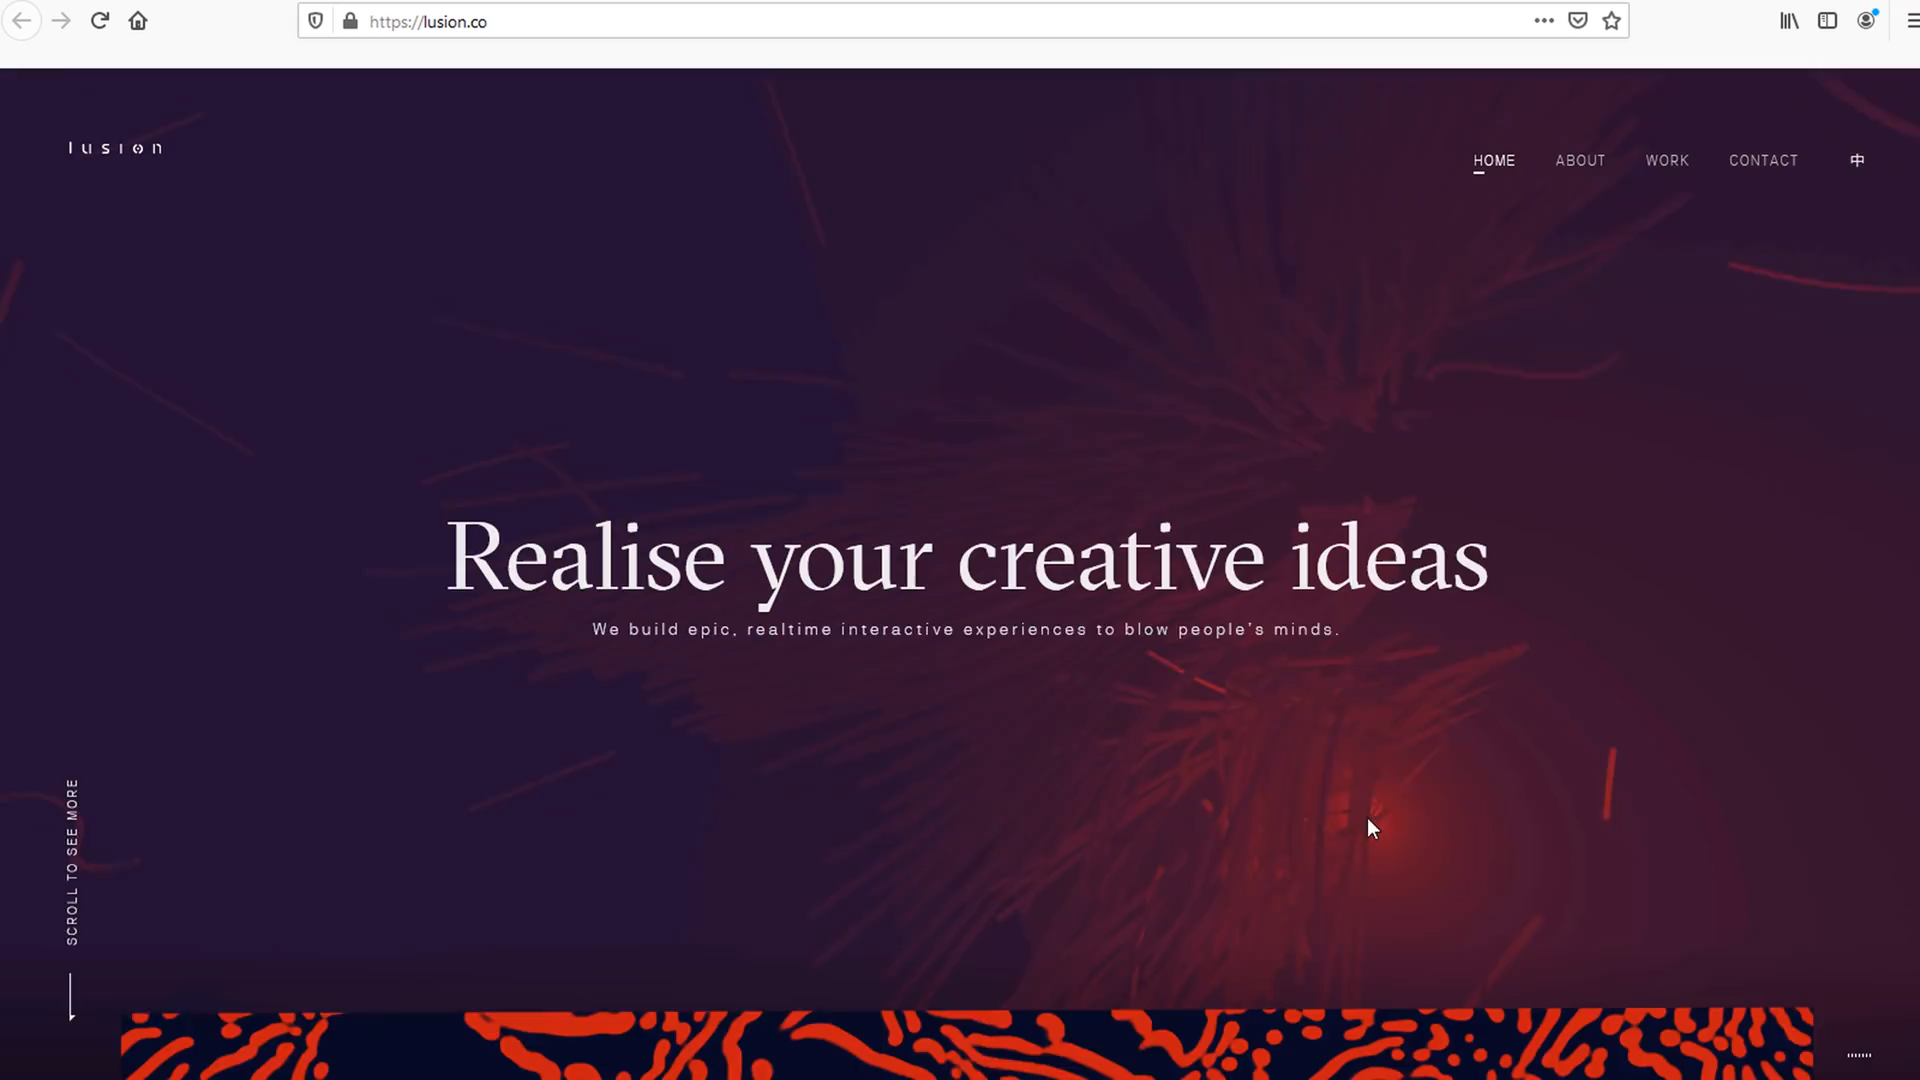 https://lusion.co
lusion
HOME ABOUT WORK CONTACT 中
Realise your creative ideas
We build epic, realtime interactive experiences to blow people's minds.
SCROLL TO SEE MORE